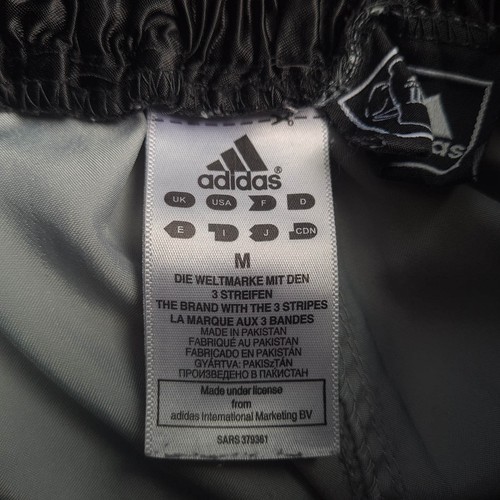 adidas®
UK USA F D
E I J CDN
M
DIE WELTMARKE MIT DEN
3 STREIFEN
THE BRAND WITH THE 3 STRIPES
LA MARQUE AUX 3 BANDES
MADE IN PAKISTAN
FABRIQUÉ AU PAKISTAN
FABRICADO EN PAKISTÁN
GYÁRTVA: PAKISzTÁN
ПРОИЗВЕДЕНО В ПАКИСТАН
Made under license
from
adidas International Marketing BV
SARS 379361
das